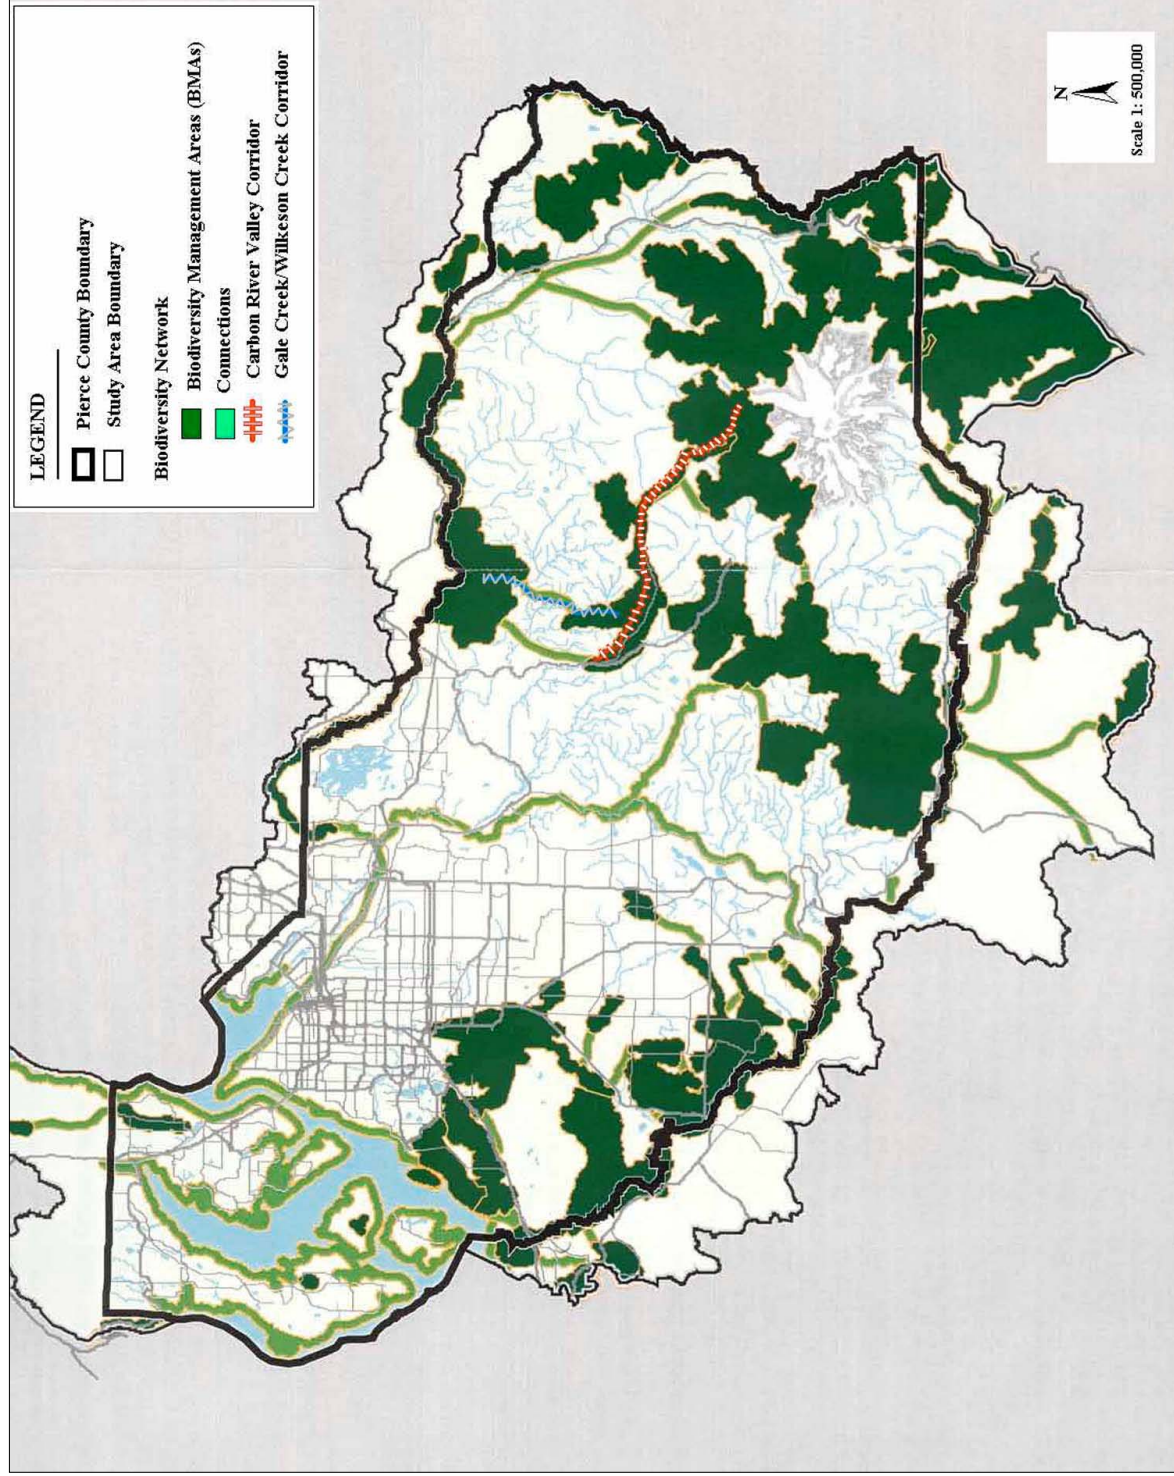 LEGEND
Pierce County Boundary
Study Area Boundary
Biodiversity Network
Biodiversity Management Areas (BMAs)
Connections
Carbon River Valley Corridor
Gale Creek/Wilkeson Creek Corridor
N
Scale 1: 500,000